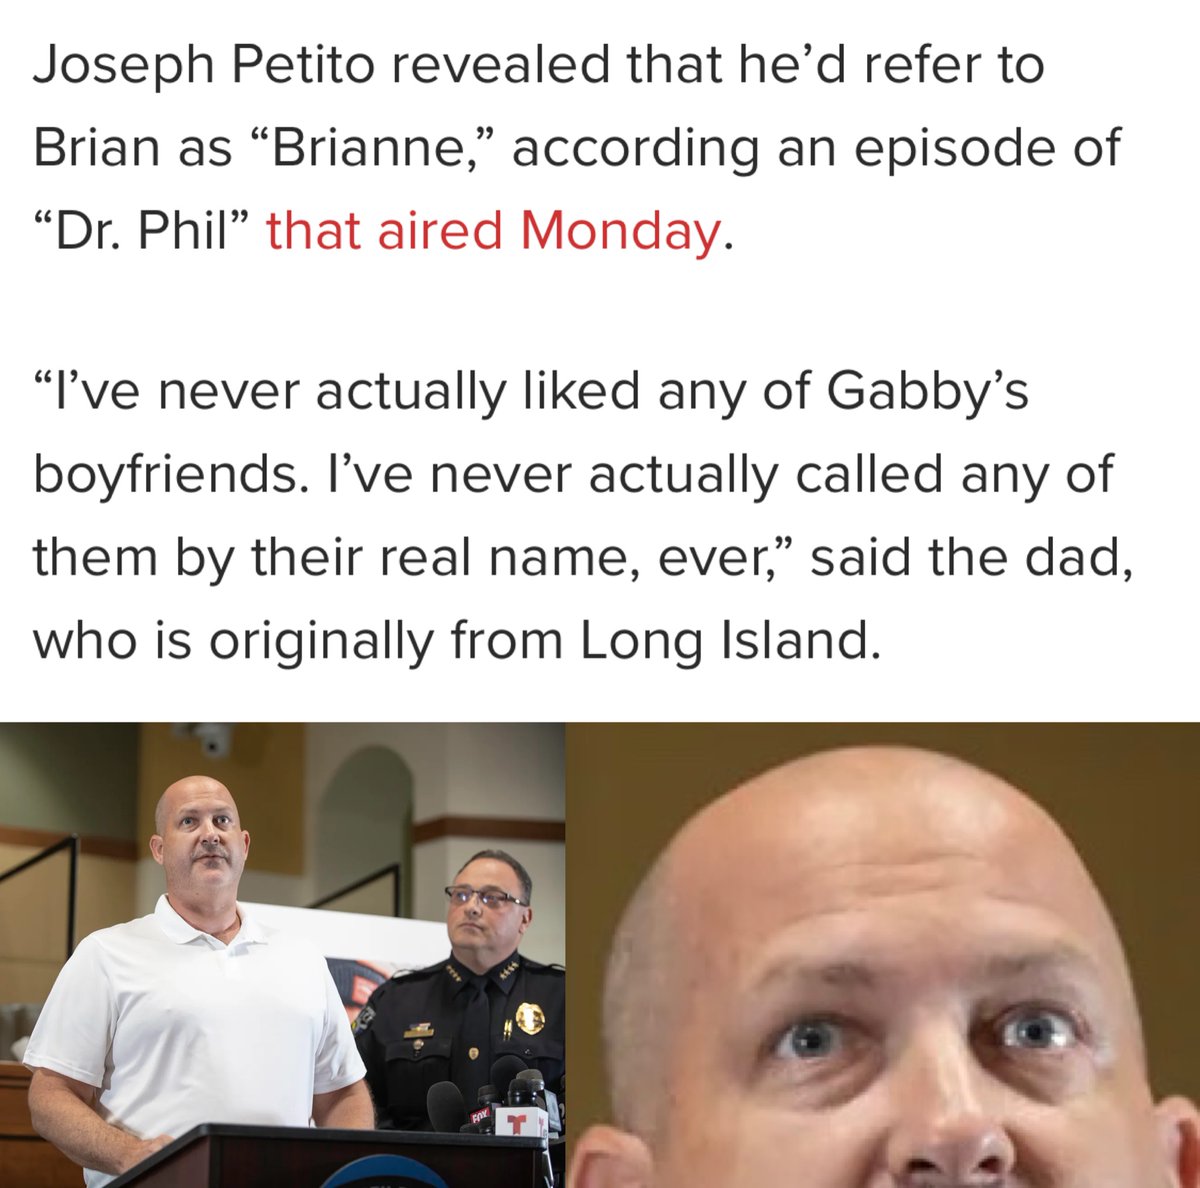 Joseph Petito revealed that he’d refer to
Brian as “Brianne,” according an episode of
“Dr. Phil” that aired Monday.
“I’ve never actually liked any of Gabby’s
boyfriends. I’ve never actually called any of
them by their real name, ever,” said the dad,
who is originally from Long Island.
FOX
T